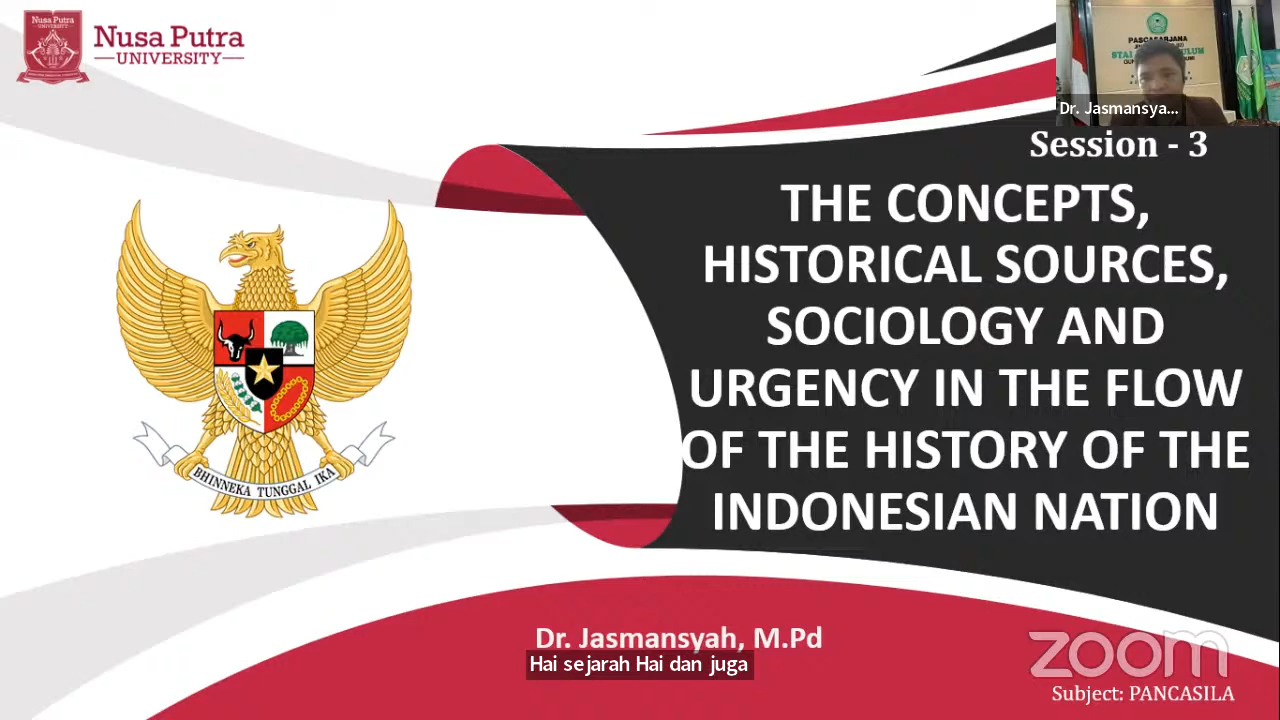 Nusa Putra
UNIVERSITY
PASCASARJANA
Dr. Jasmansya...
Session - 3
THE CONCEPTS,
HISTORICAL SOURCES,
SOCIOLOGY AND
URGENCY IN THE FLOW
OF THE HISTORY OF THE
INDONESIAN NATION
BHINNEKA TUNGGAL IKA
Dr. Jasmansyah, M.Pd
Hai sejarah Hai dan juga
zoom
Subject: PANCASILA